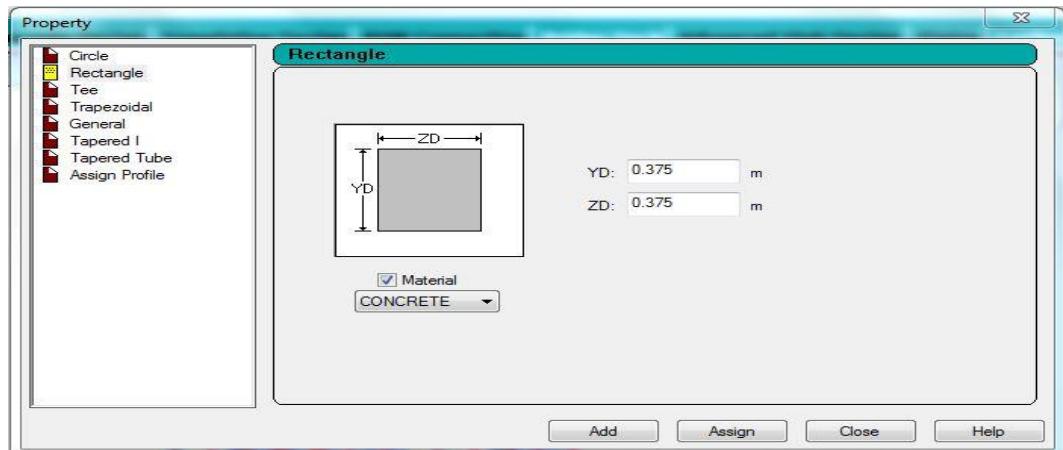 Property
Circle
Rectangle
Tee
Trapezoidal
General
Tapered I
Tapered Tube
Assign Profile
Rectangle
ZD
YD
YD: 0.375 m
ZD: 0.375 m
Material
CONCRETE
Add Assign Close Help